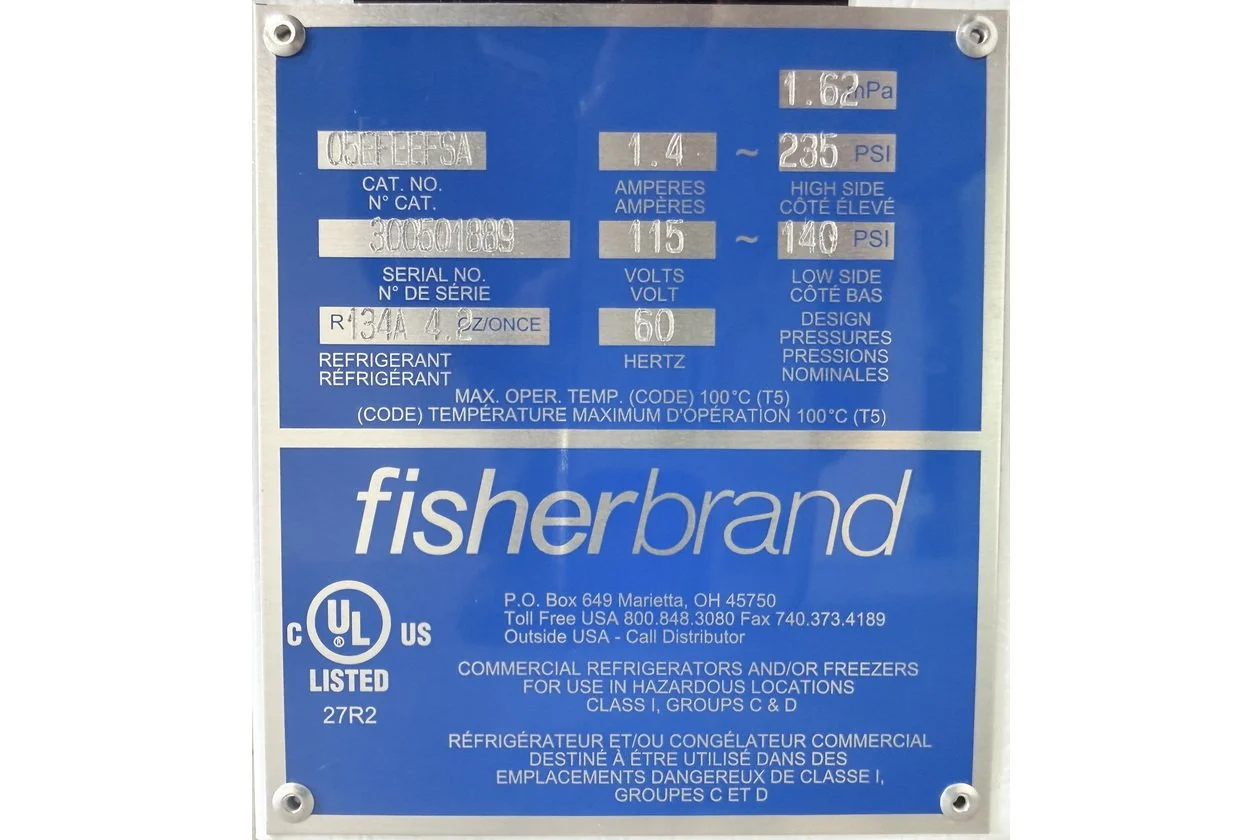 1.62 mPa
05EFEEFSA 1.4 ~ 235 PSI
CAT. NO. AMPERES HIGH SIDE
N° CAT. AMPÈRES CÔTÉ ÉLEVÉ
300501889 115 ~ 140 PSI
SERIAL NO. VOLTS LOW SIDE
N° DE SÉRIE VOLT CÔTÉ BAS
R 134A 4.2 OZ/ONCE 60 DESIGN
PRESSURES
REFRIGERANT HERTZ PRESSIONS
RÉFRIGÉRANT NOMINALES
MAX. OPER. TEMP. (CODE) 100°C (T5)
(CODE) TEMPÉRATURE MAXIMUM D'OPÉRATION 100°C (T5)
fisherbrand
P.O. Box 649 Marietta, OH 45750
Toll Free USA 800.848.3080 Fax 740.373.4189
Outside USA - Call Distributor
C UL ® US
LISTED
27R2
COMMERCIAL REFRIGERATORS AND/OR FREEZERS
FOR USE IN HAZARDOUS LOCATIONS
CLASS I, GROUPS C & D
RÉFRIGÉRATEUR ET/OU CONGÉLATEUR COMMERCIAL
DESTINÉ À ÉTRE UTILISÉ DANS DES
EMPLACEMENTS DANGEREUX DE CLASSE I,
GROUPES C ET D